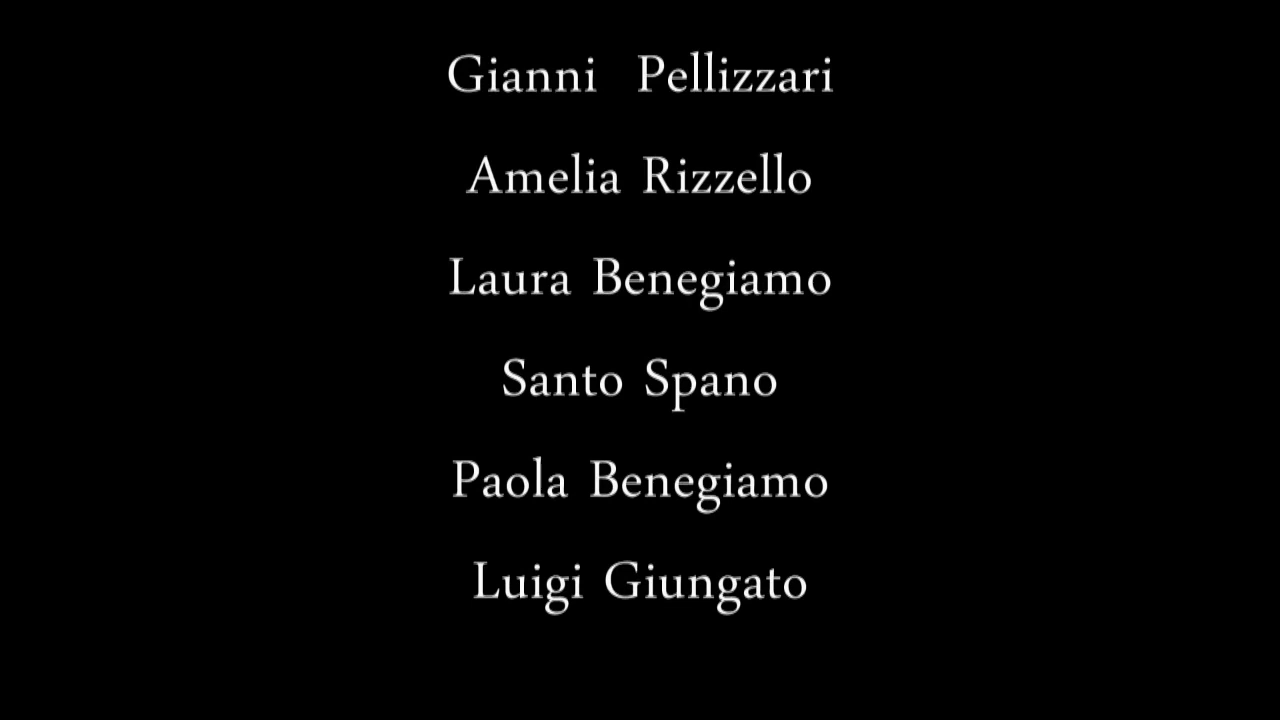 Gianni Pellizzari
Amelia Rizzello
Laura Benegiamo
Santo Spano
Paola Benegiamo
Luigi Giungato